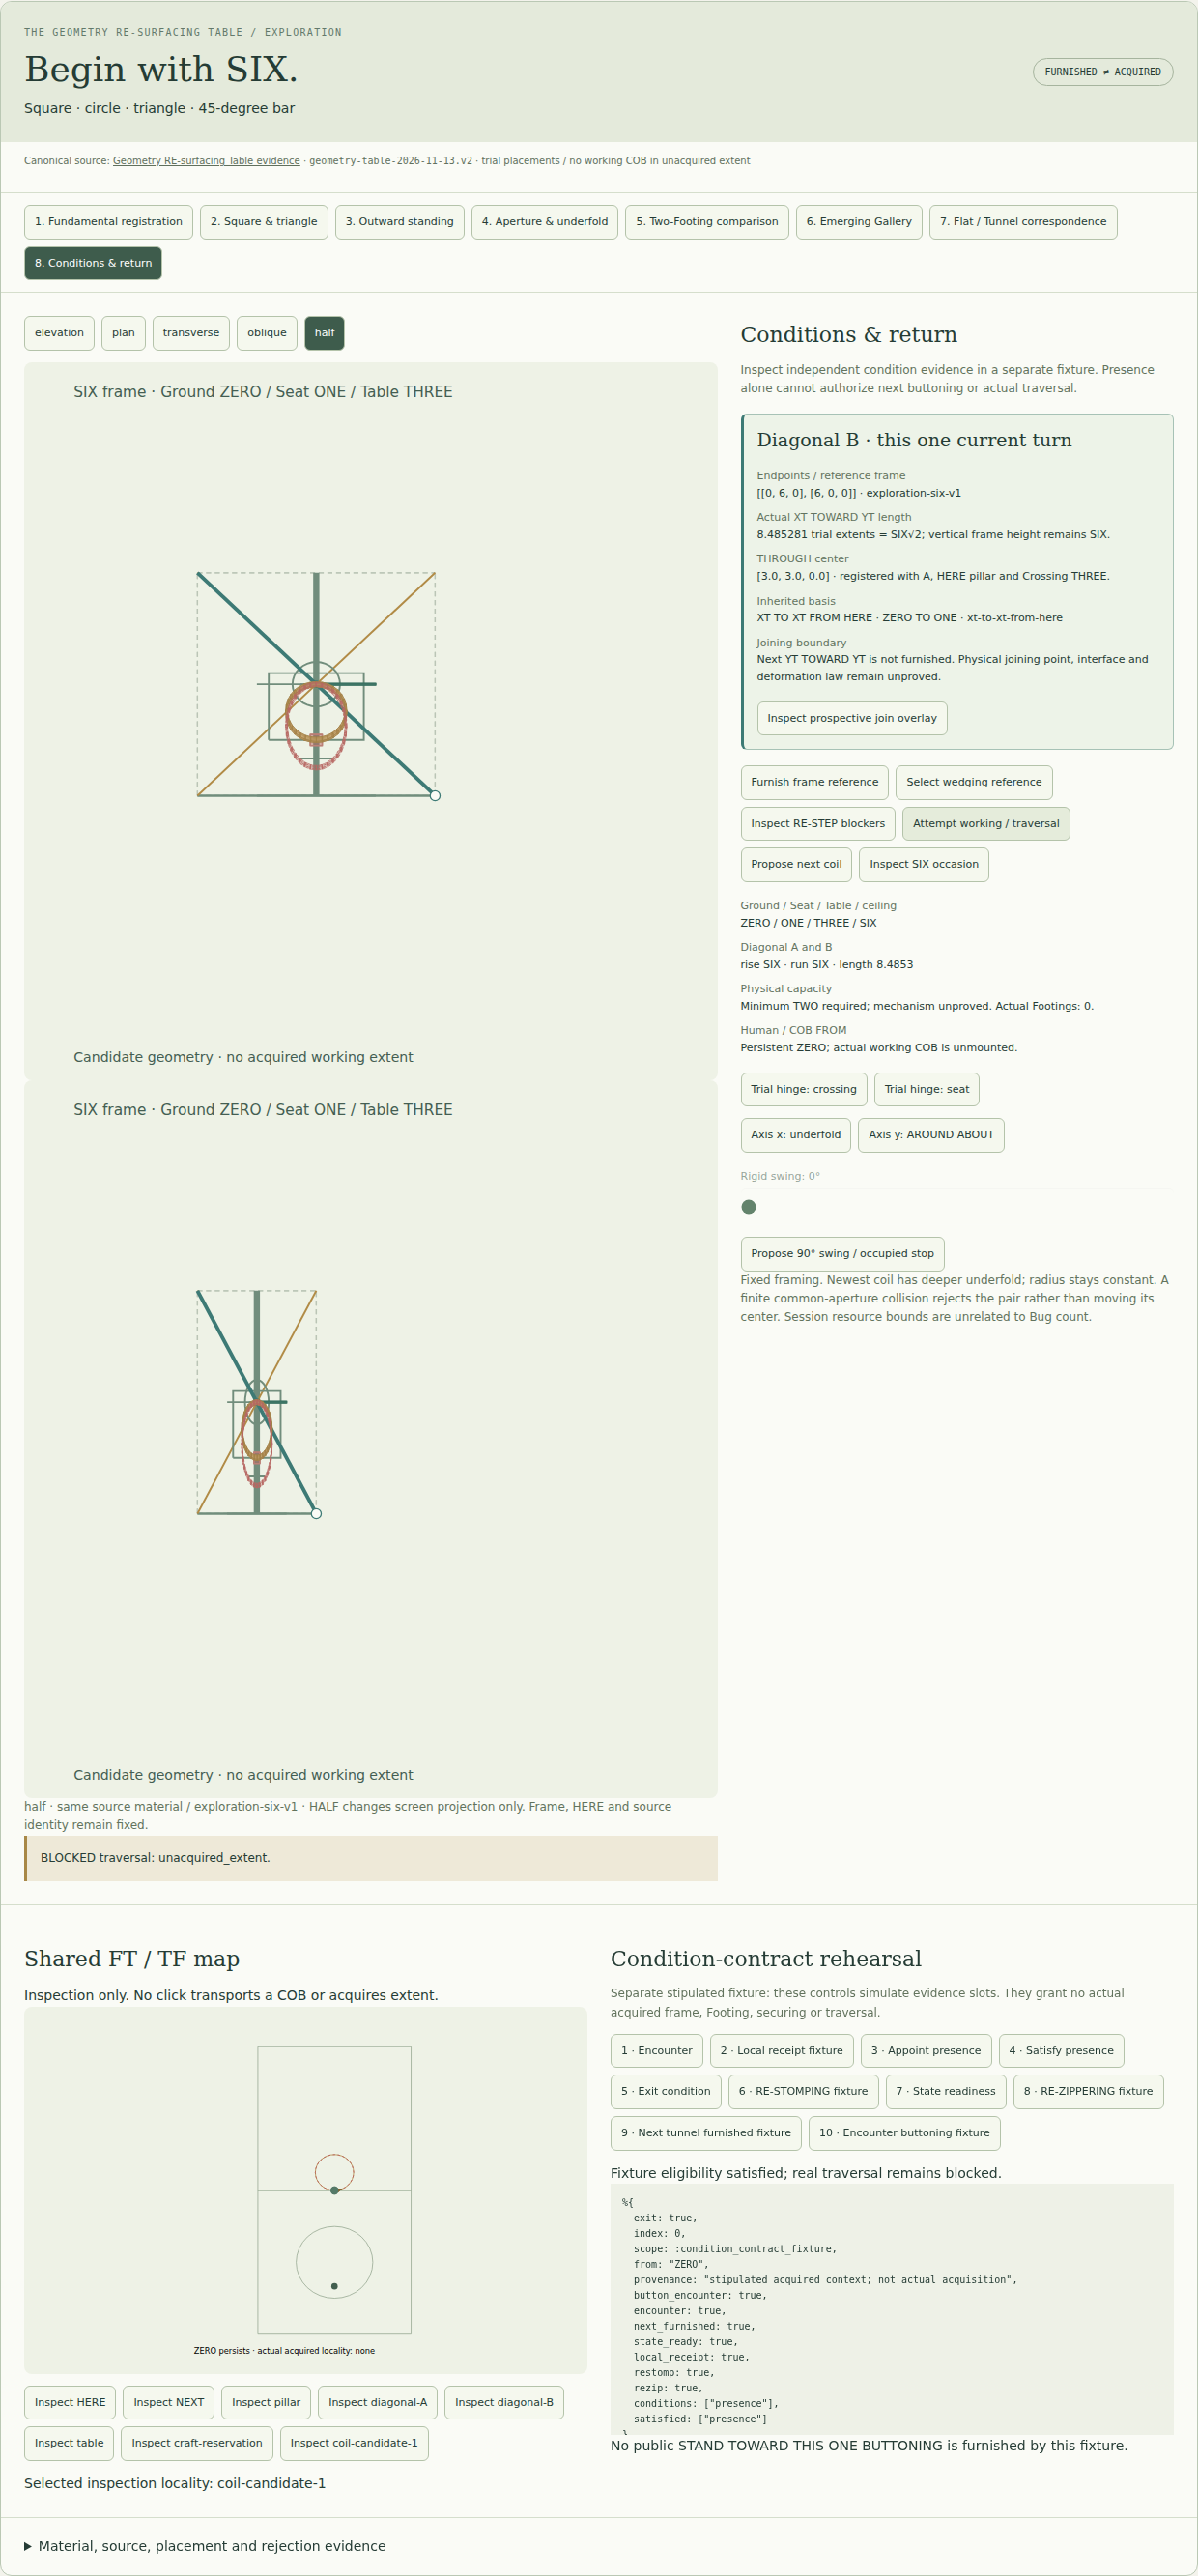 THE GEOMETRY RE-SURFACING TABLE / EXPLORATION
Begin with SIX.
Square · circle · triangle · 45-degree bar
FURNISHED ≠ ACQUIRED
Canonical source: Geometry RE-surfacing Table evidence · geometry-table-2026-11-13.v2 · trial placements / no working COB in unacquired extent
1. Fundamental registration
2. Square & triangle
3. Outward standing
4. Aperture & underfold
5. Two-Footing comparison
6. Emerging Gallery
7. Flat / Tunnel correspondence
8. Conditions & return
elevation
plan
transverse
oblique
half
SIX frame · Ground ZERO / Seat ONE / Table THREE
Candidate geometry · no acquired working extent
SIX frame · Ground ZERO / Seat ONE / Table THREE
Candidate geometry · no acquired working extent
half · same source material / exploration-six-v1 · HALF changes screen projection only. Frame, HERE and source
identity remain fixed.
BLOCKED traversal: unacquired_extent.
Conditions & return
Inspect independent condition evidence in a separate fixture. Presence
alone cannot authorize next buttoning or actual traversal.
Diagonal B · this one current turn
Endpoints / reference frame
[[0, 6, 0], [6, 0, 0]] · exploration-six-v1
Actual XT TOWARD YT length
8.485281 trial extents = SIX√2; vertical frame height remains SIX.
THROUGH center
[3.0, 3.0, 0.0] · registered with A, HERE pillar and Crossing THREE.
Inherited basis
XT TO XT FROM HERE · ZERO TO ONE · xt-to-xt-from-here
Joining boundary
Next YT TOWARD YT is not furnished. Physical joining point, interface and
deformation law remain unproved.
Inspect prospective join overlay
Furnish frame reference
Select wedging reference
Inspect RE-STEP blockers
Attempt working / traversal
Propose next coil
Inspect SIX occasion
Ground / Seat / Table / ceiling
ZERO / ONE / THREE / SIX
Diagonal A and B
rise SIX · run SIX · length 8.4853
Physical capacity
Minimum TWO required; mechanism unproved. Actual Footings: 0.
Human / COB FROM
Persistent ZERO; actual working COB is unmounted.
Trial hinge: crossing
Trial hinge: seat
Axis x: underfold
Axis y: AROUND ABOUT
Rigid swing: 0°
Propose 90° swing / occupied stop
Fixed framing. Newest coil has deeper underfold; radius stays constant. A
finite common-aperture collision rejects the pair rather than moving its
center. Session resource bounds are unrelated to Bug count.
Shared FT / TF map
Inspection only. No click transports a COB or acquires extent.
ZERO persists · actual acquired locality: none
Inspect HERE
Inspect NEXT
Inspect pillar
Inspect diagonal-A
Inspect diagonal-B
Inspect table
Inspect craft-reservation
Inspect coil-candidate-1
Selected inspection locality: coil-candidate-1
Condition-contract rehearsal
Separate stipulated fixture: these controls simulate evidence slots. They grant no actual
acquired frame, Footing, securing or traversal.
1 · Encounter
2 · Local receipt fixture
3 · Appoint presence
4 · Satisfy presence
5 · Exit condition
6 · RE-STOMPING fixture
7 · State readiness
8 · RE-ZIPPERING fixture
9 · Next tunnel furnished fixture
10 · Encounter buttoning fixture
Fixture eligibility satisfied; real traversal remains blocked.
%{
exit: true,
index: 0,
scope: :condition_contract_fixture,
from: "ZERO",
provenance: "stipulated acquired context; not actual acquisition",
button_encounter: true,
encounter: true,
next_furnished: true,
state_ready: true,
local_receipt: true,
restomp: true,
rezip: true,
conditions: ["presence"],
satisfied: ["presence"]
}
No public STAND TOWARD THIS ONE BUTTONING is furnished by this fixture.
▶ Material, source, placement and rejection evidence